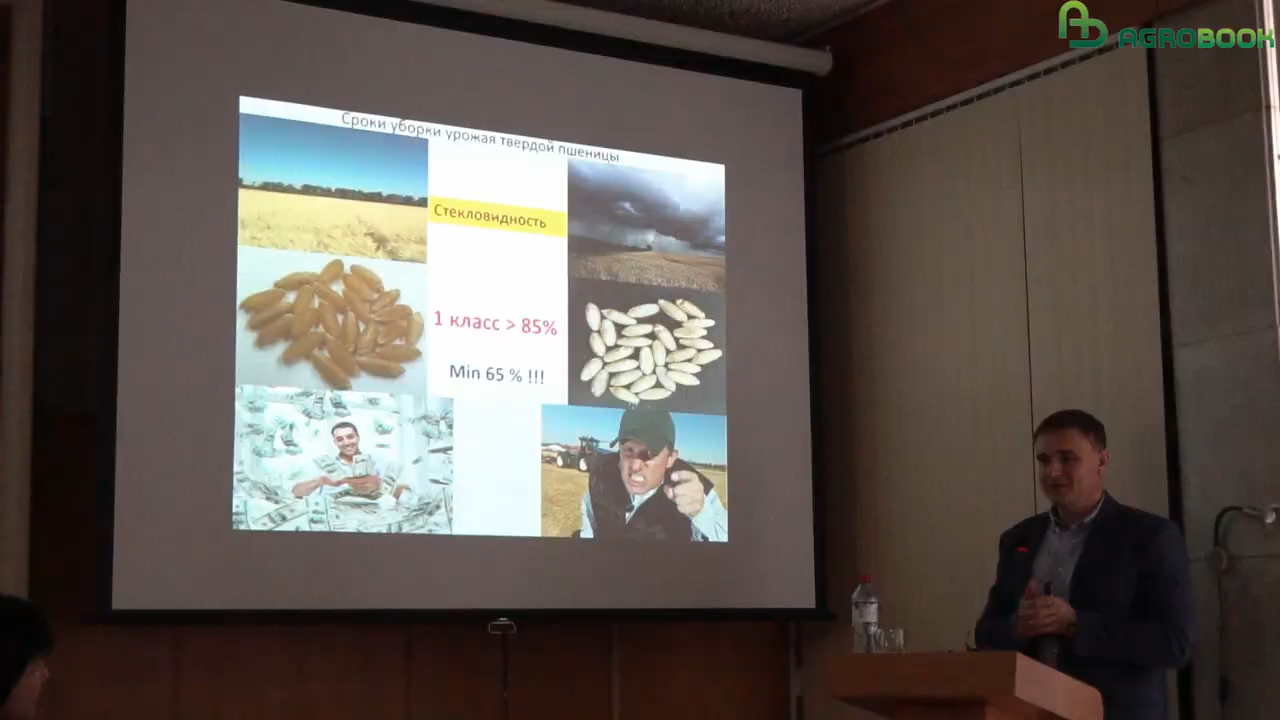 AGROBOOK
Сроки уборки урожая твердой пшеницы
Стекловидность
1 класс > 85%
Min 65 % !!!